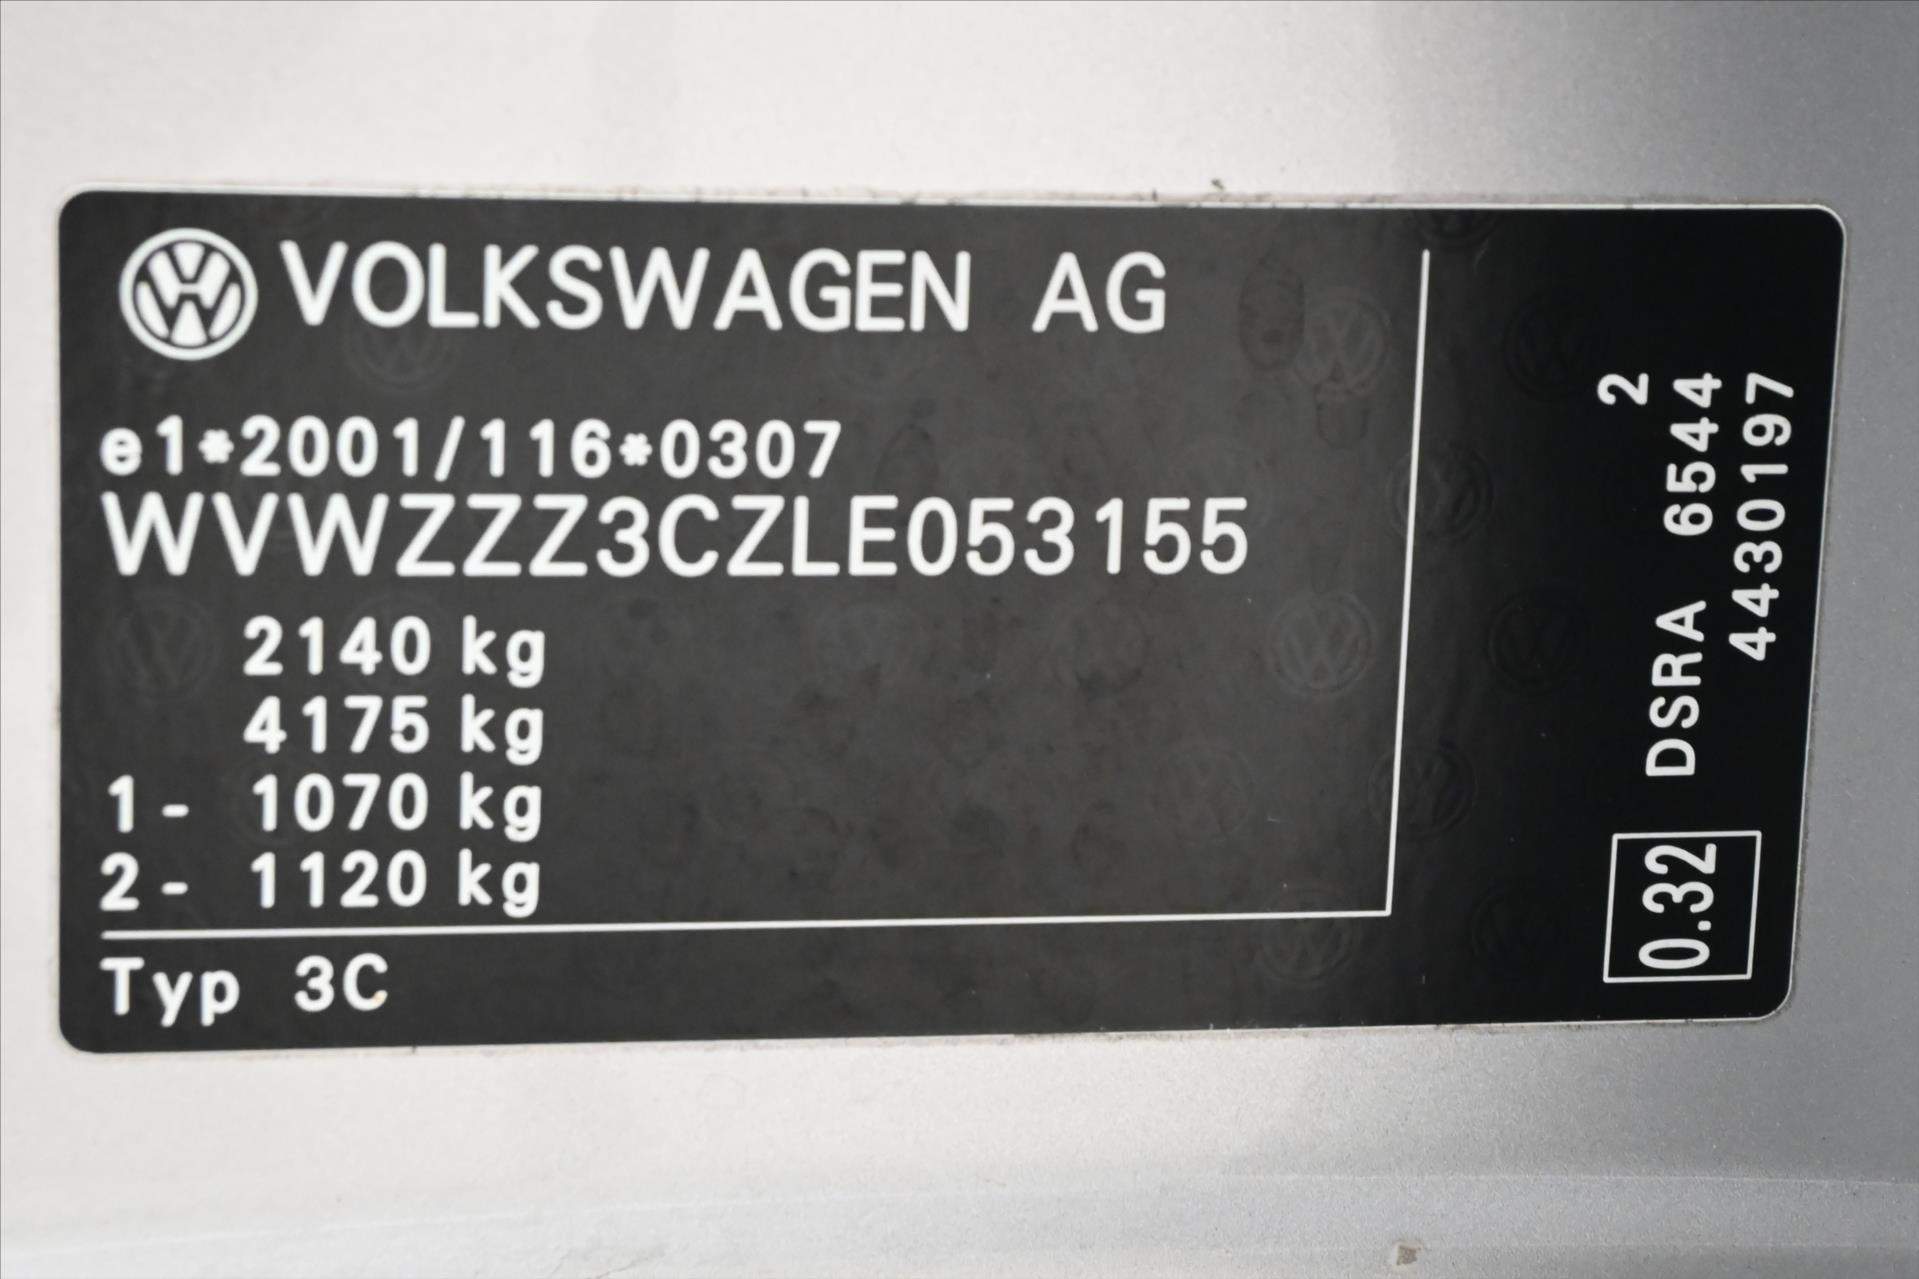 VOLKSWAGEN AG
e1*2001/116*0307
WVWZZZ3CZLE053155
2140 kg
4175 kg
1- 1070 kg
2- 1120 kg
Typ 3C
2
DSRA 6544
4430197
0.32